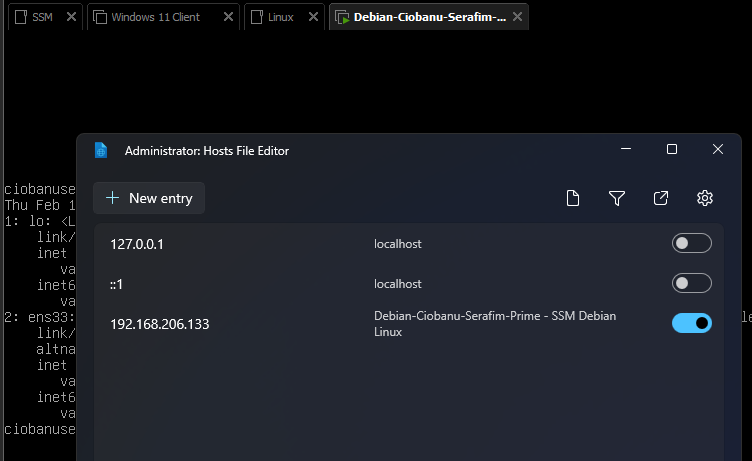 SSM
Windows 11 Client
Linux
Debian-Ciobanu-Serafim-...
Administrator: Hosts File Editor
New entry
127.0.0.1 localhost
::1 localhost
192.168.206.133 Debian-Ciobanu-Serafim-Prime - SSM Debian
Linux
ciobanuse
Thu Feb 1
1: lo: <L
link/
inet
va
inet6
va
2: ens33:
le
link/
altna
inet
va
inet6
va
ciobanuse